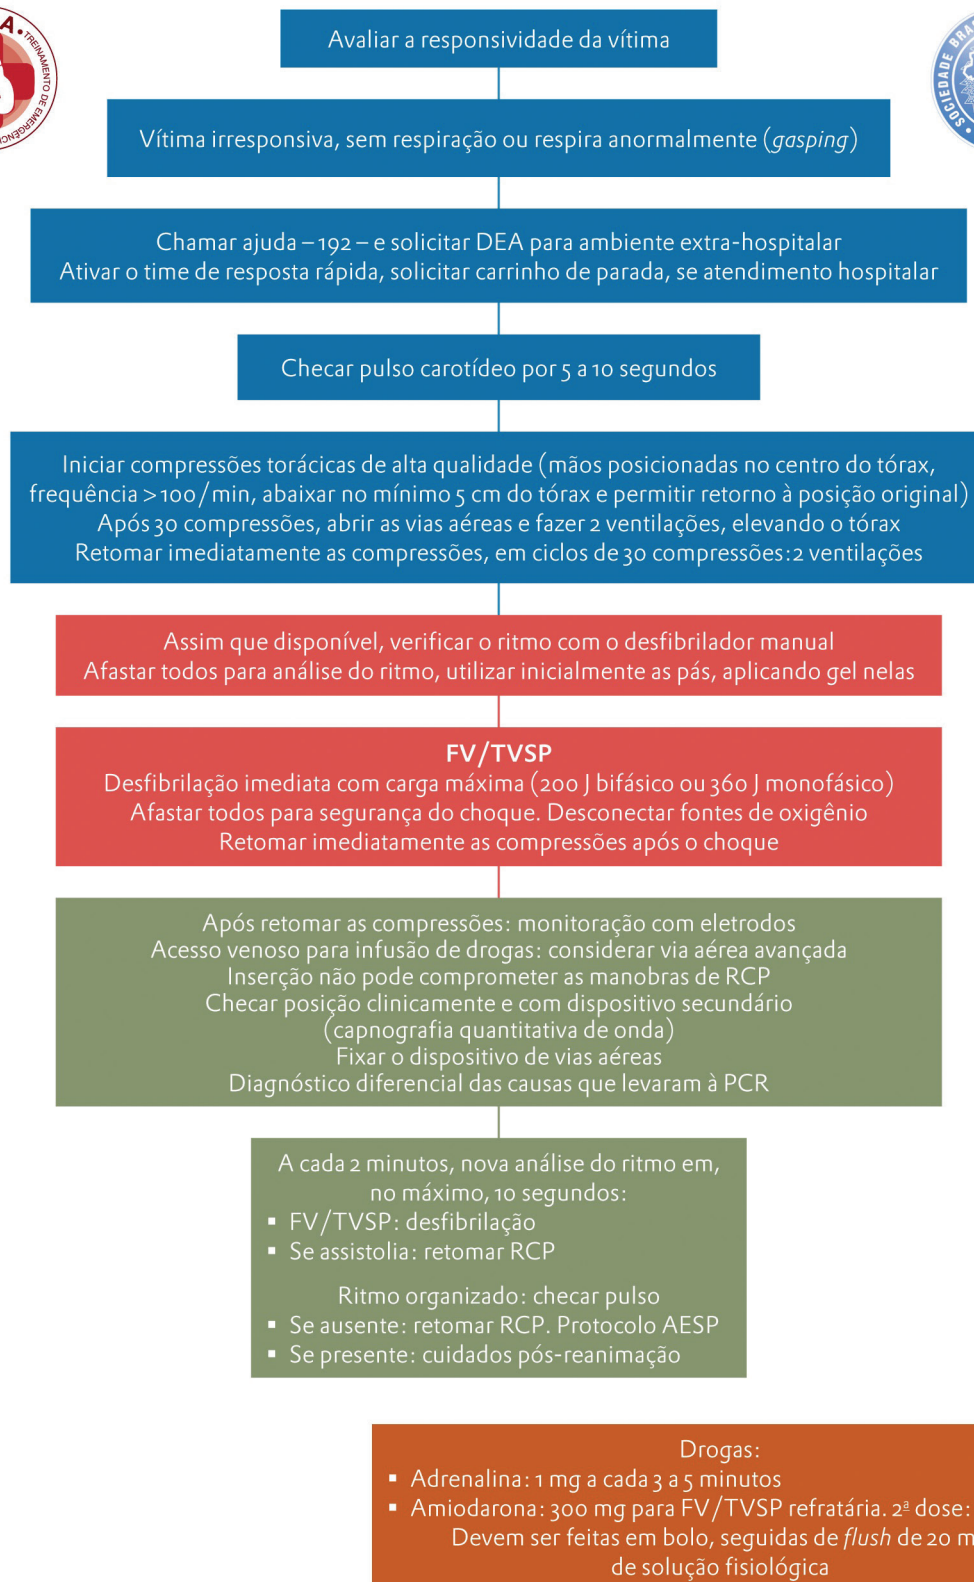 A • TREINAMENTO DE EMERGÊNCI
SOCIEDADE BRA
Avaliar a responsividade da vítima
Vítima irresponsiva, sem respiração ou respira anormalmente (gasping)
Chamar ajuda – 192 – e solicitar DEA para ambiente extra-hospitalar
Ativar o time de resposta rápida, solicitar carrinho de parada, se atendimento hospitalar
Checar pulso carotídeo por 5 a 10 segundos
Iniciar compressões torácicas de alta qualidade (mãos posicionadas no centro do tórax,
frequência >100/min, abaixar no mínimo 5 cm do tórax e permitir retorno à posição original)
Após 30 compressões, abrir as vias aéreas e fazer 2 ventilações, elevando o tórax
Retomar imediatamente as compressões, em ciclos de 30 compressões:2 ventilações
Assim que disponível, verificar o ritmo com o desfibrilador manual
Afastar todos para análise do ritmo, utilizar inicialmente as pás, aplicando gel nelas
FV/TVSP
Desfibrilação imediata com carga máxima (200 J bifásico ou 360 J monofásico)
Afastar todos para segurança do choque. Desconectar fontes de oxigênio
Retomar imediatamente as compressões após o choque
Após retomar as compressões: monitoração com eletrodos
Acesso venoso para infusão de drogas: considerar via aérea avançada
Inserção não pode comprometer as manobras de RCP
Checar posição clinicamente e com dispositivo secundário
(capnografia quantitativa de onda)
Fixar o dispositivo de vias aéreas
Diagnóstico diferencial das causas que levaram à PCR
A cada 2 minutos, nova análise do ritmo em,
no máximo, 10 segundos:
▪ FV/TVSP: desfibrilação
▪ Se assistolia: retomar RCP
Ritmo organizado: checar pulso
▪ Se ausente: retomar RCP. Protocolo AESP
▪ Se presente: cuidados pós-reanimação
Drogas:
▪ Adrenalina: 1 mg a cada 3 a 5 minutos
▪ Amiodarona: 300 mg para FV/TVSP refratária. 2ª dose:
Devem ser feitas em bolo, seguidas de flush de 20 m
de solução fisiológica